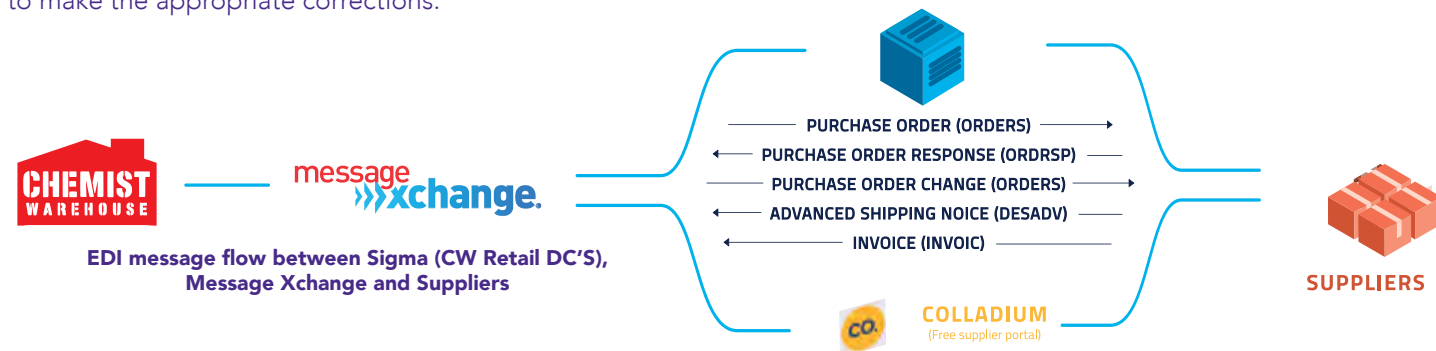 to make the appropriate corrections.
CHEMIST
WAREHOUSE
message
xchange.
EDI message flow between Sigma (CW Retail DC'S),
Message Xchange and Suppliers
PURCHASE ORDER (ORDERS)
PURCHASE ORDER RESPONSE (ORDRSP)
PURCHASE ORDER CHANGE (ORDERS)
ADVANCED SHIPPING NOICE (DESADV)
INVOICE (INVOIC)
CO.
COLLADIUM
(Free supplier portal)
SUPPLIERS